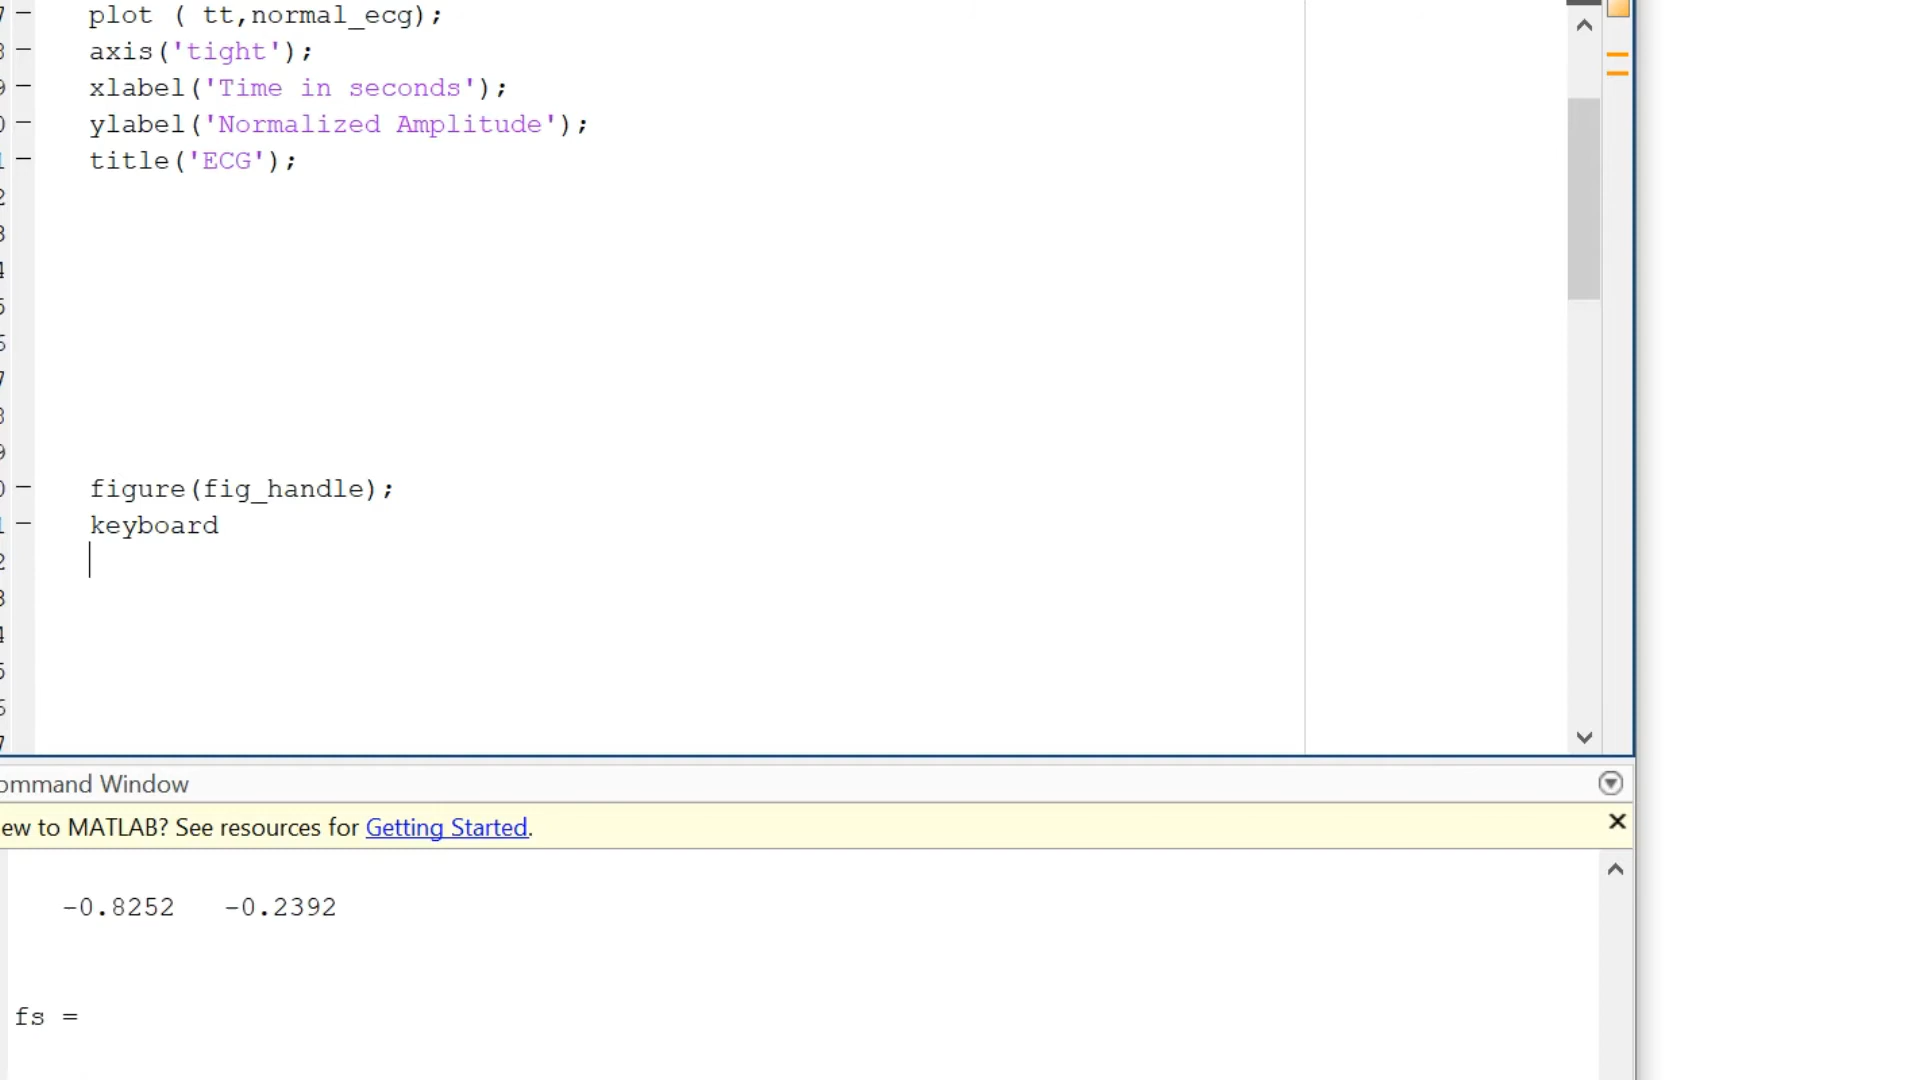 plot ( tt,normal_ecg);
axis('tight');
xlabel('Time in seconds');
ylabel('Normalized Amplitude');
title('ECG');
figure(fig_handle);
keyboard
ommand Window
ew to MATLAB? See resources for Getting Started.
-0.8252 -0.2392
fs =